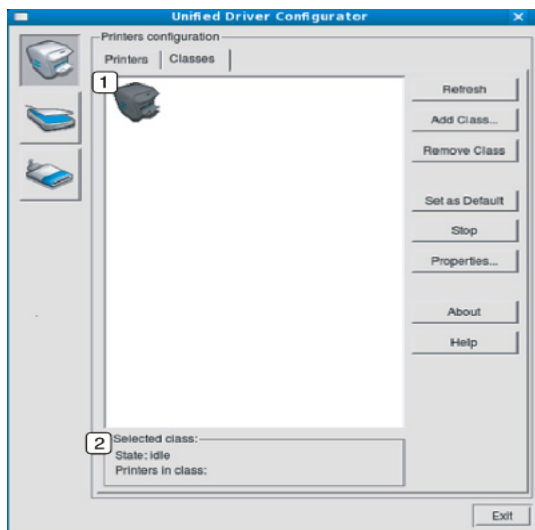 Unified Driver Configurator
Printers configuration
Printers Classes
1
Refresh
Add Class...
Remove Class
Set as Default
Stop
Properties...
About
Help
2 Selected class:
State: idle
Printers in class:
Exit